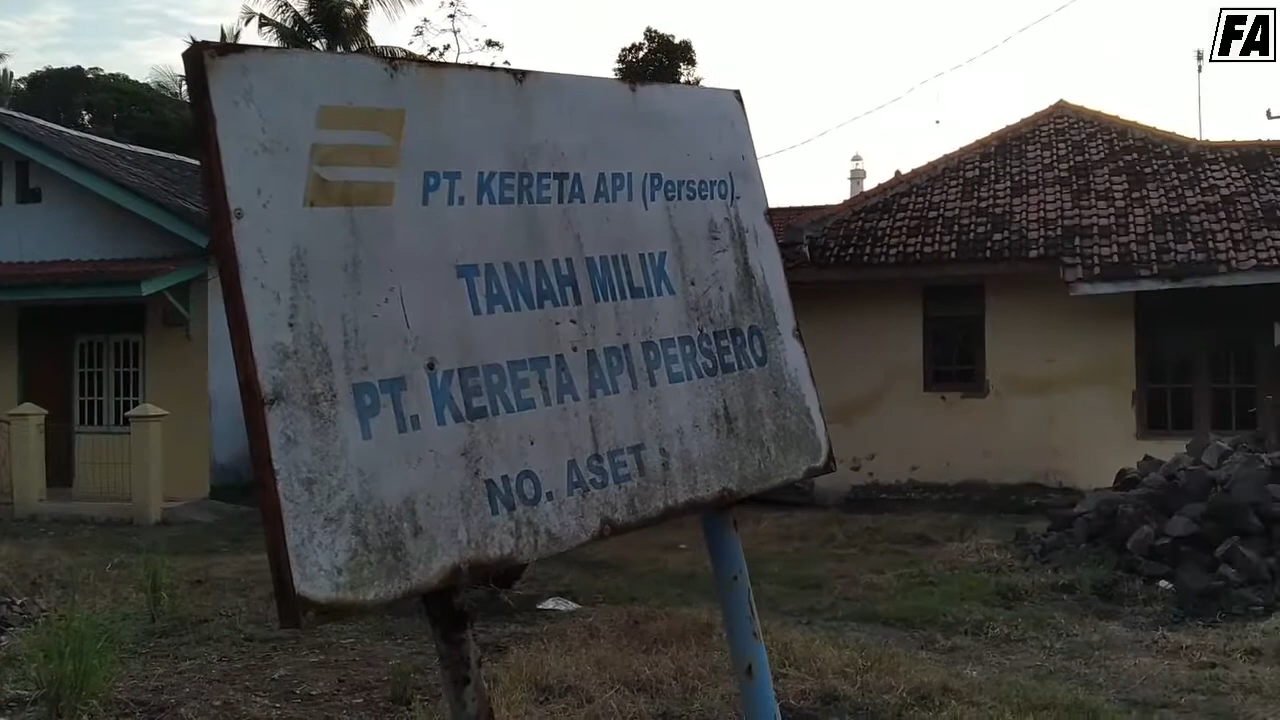 FA
PT. KERETA API (Persero).
TANAH MILIK
PT. KERETA API PERSERO
NO. ASET :